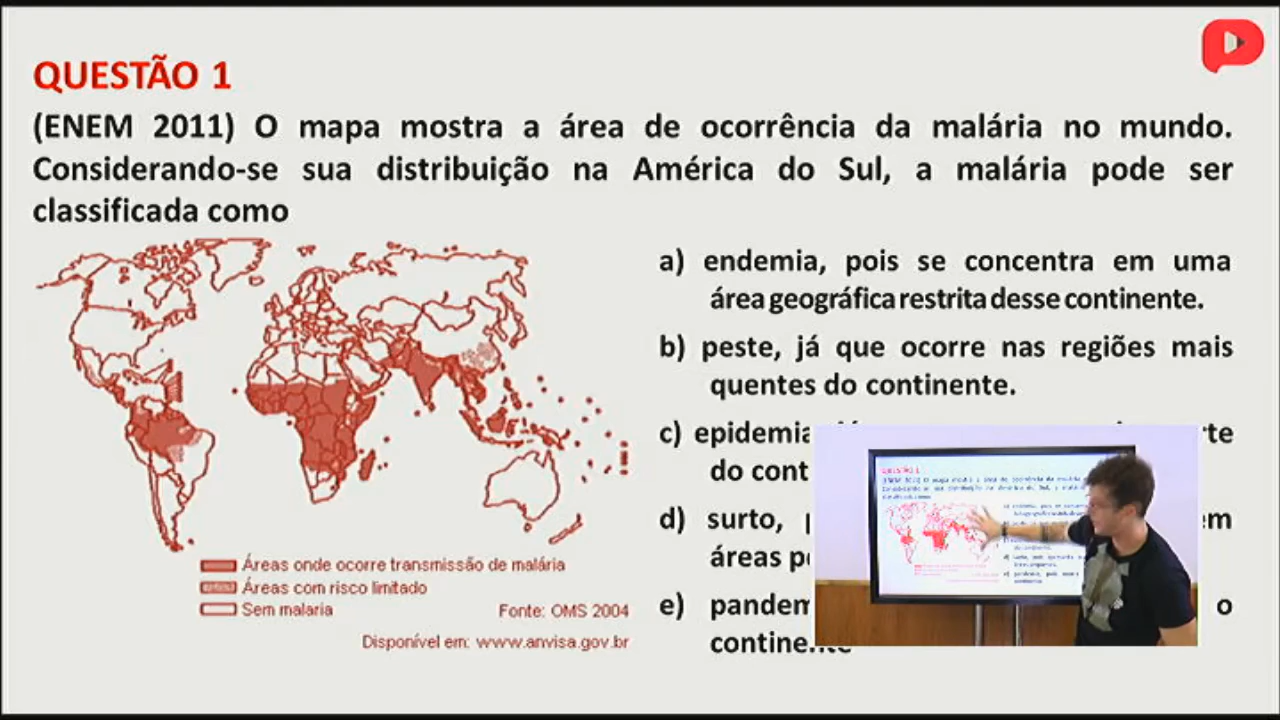 QUESTÃO 1
(ENEM 2011) O mapa mostra a área de ocorrência da malária no mundo.
Considerando-se sua distribuição na América do Sul, a malária pode ser
classificada como
a) endemia, pois se concentra em uma
área geográfica restrita desse continente.
b) peste, já que ocorre nas regiões mais
quentes do continente.
c) epidemia
do cont
d) surto,
áreas
e) pandem o
continente
Áreas onde ocorre transmissão de malária
Áreas com risco limitado
Sem malaria
Fonte: OMS 2004
Disponível em: www.anvisa.gov.br